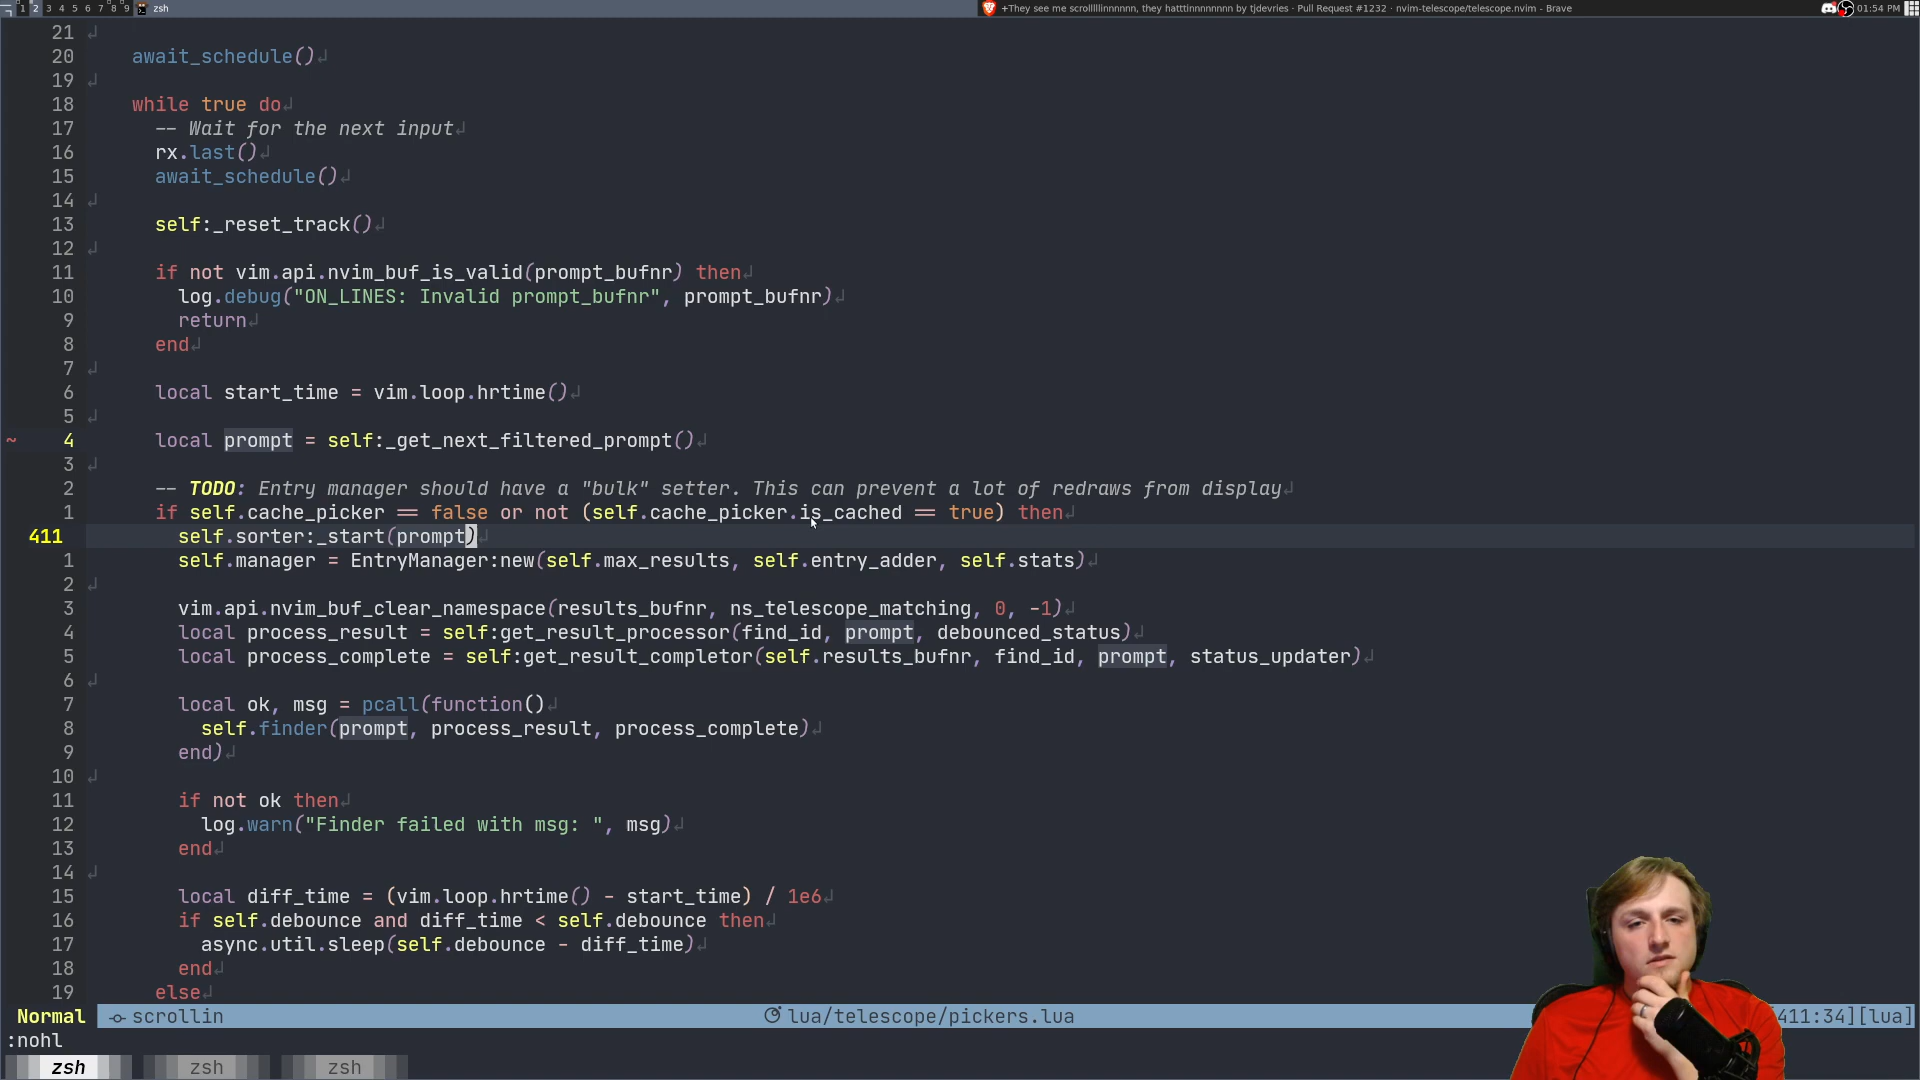 1 2 3 4 5 6 7 8 9 zsh +They see me scrolllllinnnnnn, they hatttinnnnnnnn by tjdevries · Pull Request #1232 · nvim-telescope/telescope.nvim - Brave 01:54 PM
21
20 await_schedule()
19
18 while true do
17 -- Wait for the next input
16 rx.last()
15 await_schedule()
14
13 self:_reset_track()
12
11 if not vim.api.nvim_buf_is_valid(prompt_bufnr) then
10 log.debug("ON_LINES: Invalid prompt_bufnr", prompt_bufnr)
9 return
8 end
7
6 local start_time = vim.loop.hrtime()
5
~ 4 local prompt = self:_get_next_filtered_prompt()
3
2 -- TODO: Entry manager should have a "bulk" setter. This can prevent a lot of redraws from display
1 if self.cache_picker == false or not (self.cache_picker.is_cached == true) then
411 self.sorter:_start(prompt)
1 self.manager = EntryManager:new(self.max_results, self.entry_adder, self.stats)
2
3 vim.api.nvim_buf_clear_namespace(results_bufnr, ns_telescope_matching, 0, -1)
4 local process_result = self:get_result_processor(find_id, prompt, debounced_status)
5 local process_complete = self:get_result_completor(self.results_bufnr, find_id, prompt, status_updater)
6
7 local ok, msg = pcall(function()
8 self.finder(prompt, process_result, process_complete)
9 end)
10
11 if not ok then
12 log.warn("Finder failed with msg: ", msg)
13 end
14
15 local diff_time = (vim.loop.hrtime() - start_time) / 1e6
16 if self.debounce and diff_time < self.debounce then
17 async.util.sleep(self.debounce - diff_time)
18 end
19 else
Normal scrollin lua/telescope/pickers.lua 411:34][lua]
:nohl
zsh zsh zsh